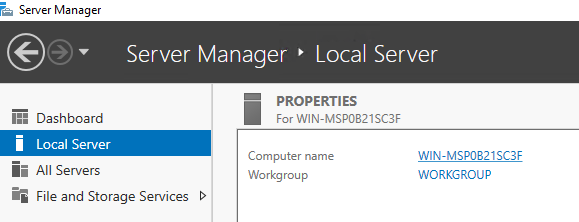 Server Manager
Server Manager • Local Server
Dashboard
Local Server
All Servers
File and Storage Services
PROPERTIES
For WIN-MSP0B21SC3F
Computer name WIN-MSP0B21SC3F
Workgroup WORKGROUP